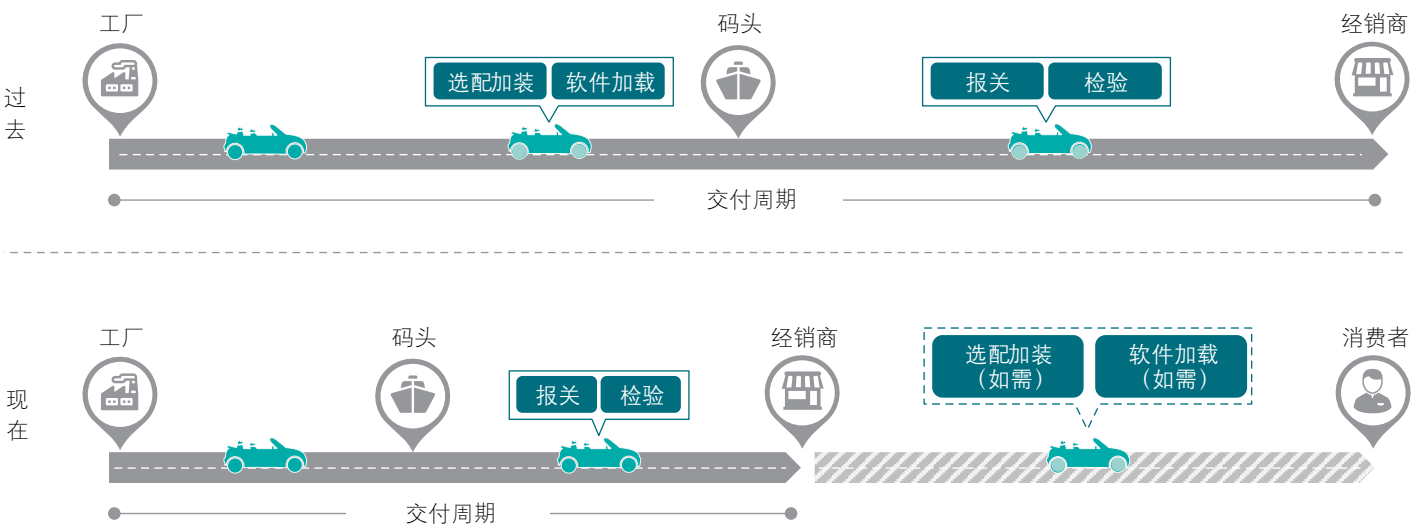 工厂
码头
经销商
过去
选配加装 软件加载
报关 检验
交付周期
工厂
码头
经销商
消费者
现在
报关 检验
选配加装
（如需）
软件加载
（如需）
交付周期